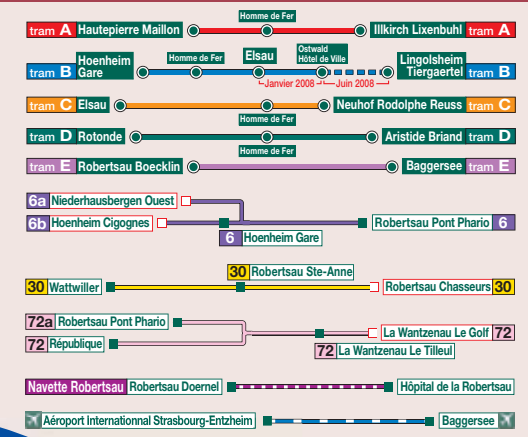 Homme de Fer
tram A Hautepierre Maillon Illkirch Lixenbuhl tram A
tram B Hoenheim Gare Homme de Fer Elsau Ostwald Hôtel de Ville Lingolsheim Tiergaertel tram B
Janvier 2008 Juin 2008
tram C Elsau Neuhof Rodolphe Reuss tram C
Homme de Fer
tram D Rotonde Aristide Briand tram D
Homme de Fer
tram E Robertsau Boecklin Baggersee tram E
6a Niederhausbergen Ouest
6b Hoenheim Cigognes Robertsau Pont Phario 6
6 Hoenheim Gare
30 Robertsau Ste-Anne
30 Wattwiller Robertsau Chasseurs 30
72a Robertsau Pont Phario
La Wantzenau Le Golf 72
72 République
72 La Wantzenau Le Tilleul
Navette Robertsau Robertsau Doernel Hôpital de la Robertsau
Aéroport Internationnal Strasbourg-Entzheim Baggersee